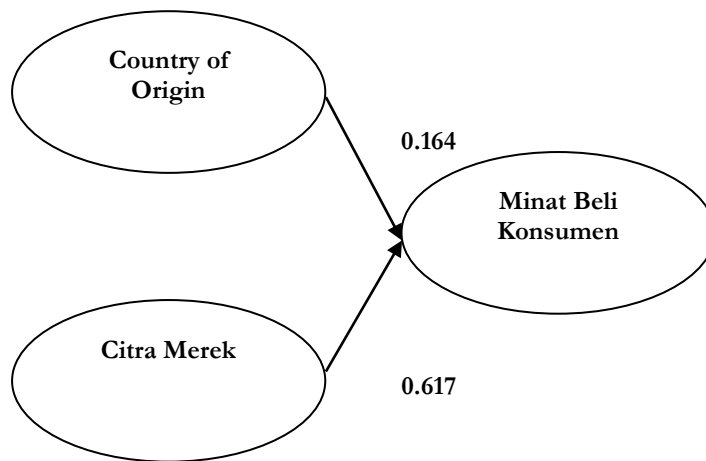 Country of
Origin
0.164
Minat Beli
Konsumen
Citra Merek
0.617